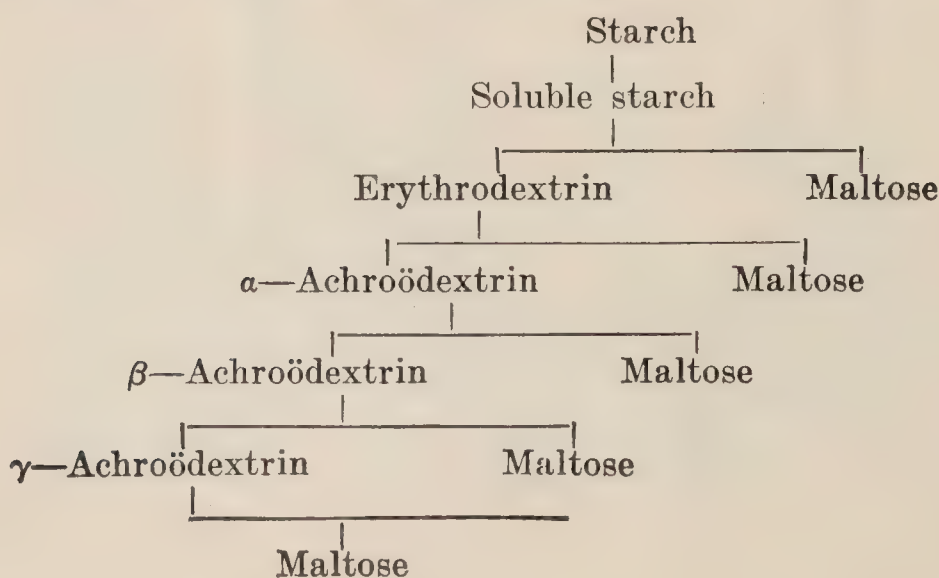 Starch
Soluble starch
Erythrodextrin Maltose
α—Achroödextrin Maltose
β—Achroödextrin Maltose
γ—Achroödextrin Maltose
Maltose